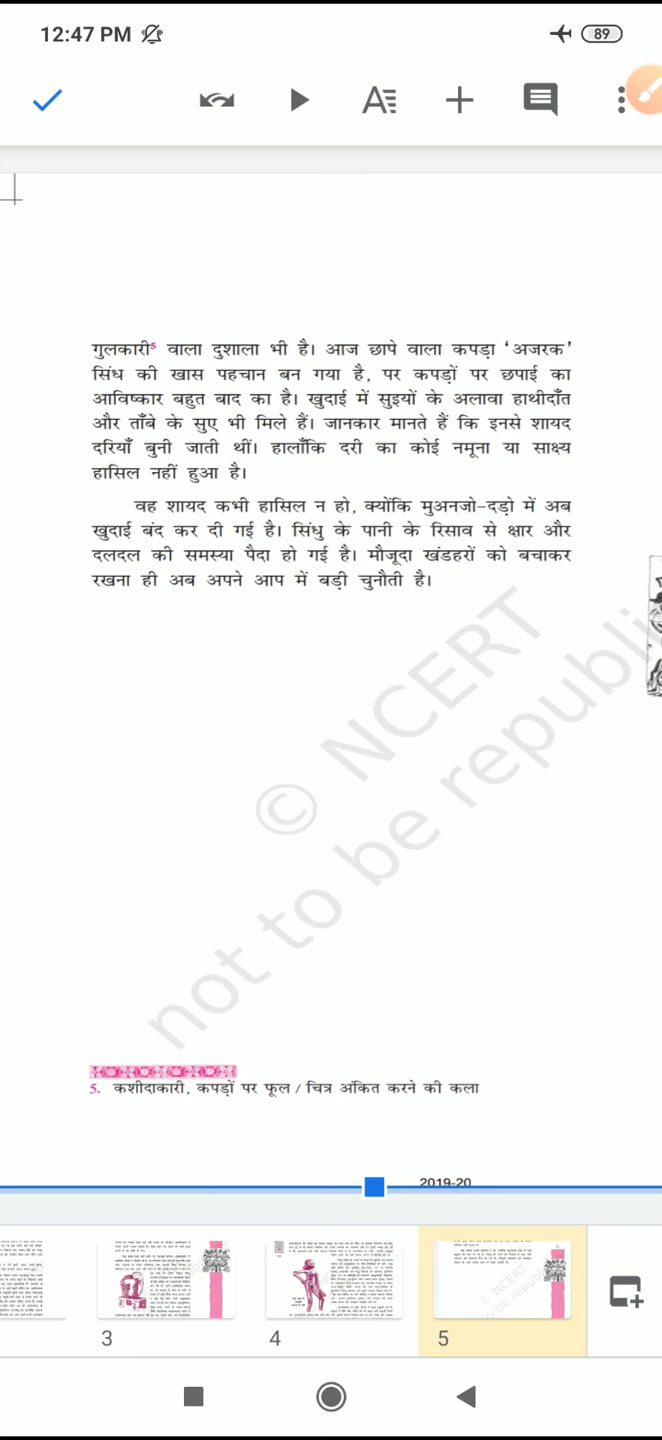 12:47 PM
89
गुलकारी⁵ वाला दुशाला भी है। आज छापे वाला कपड़ा 'अजरक'
सिंध की खास पहचान बन गया है, पर कपड़ों पर छपाई का
आविष्कार बहुत बाद का है। खुदाई में सुइयों के अलावा हाथीदाँत
और ताँबे के सुए भी मिले हैं। जानकार मानते हैं कि इनसे शायद
दरियाँ बुनी जाती थीं। हालाँकि दरी का कोई नमूना या साक्ष्य
हासिल नहीं हुआ है।
वह शायद कभी हासिल न हो, क्योंकि मुअनजो-दड़ो में अब
खुदाई बंद कर दी गई है। सिंधु के पानी के रिसाव से क्षार और
दलदल की समस्या पैदा हो गई है। मौजूदा खंडहरों को बचाकर
रखना ही अब अपने आप में बड़ी चुनौती है।
© NCERT
not to be republi
5. कशीदाकारी, कपड़ों पर फूल / चित्र अंकित करने की कला
2019-20
3
4
5